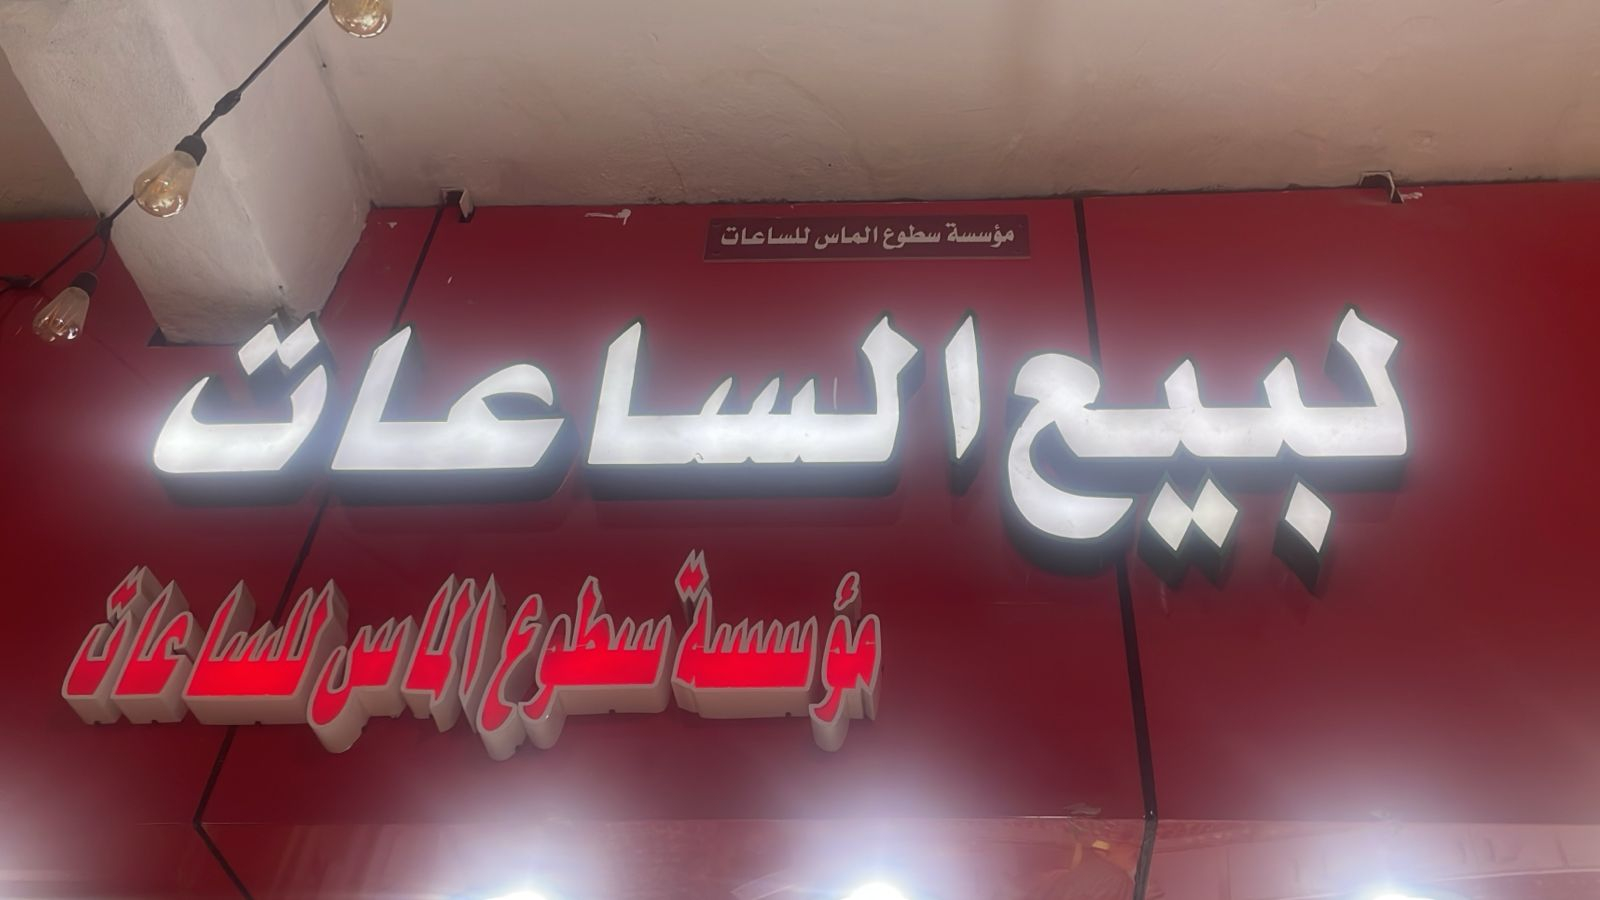 مؤسسة سطوع الماس للساعات
لبيع الساعات
مؤسسة سطوع الماس للساعات